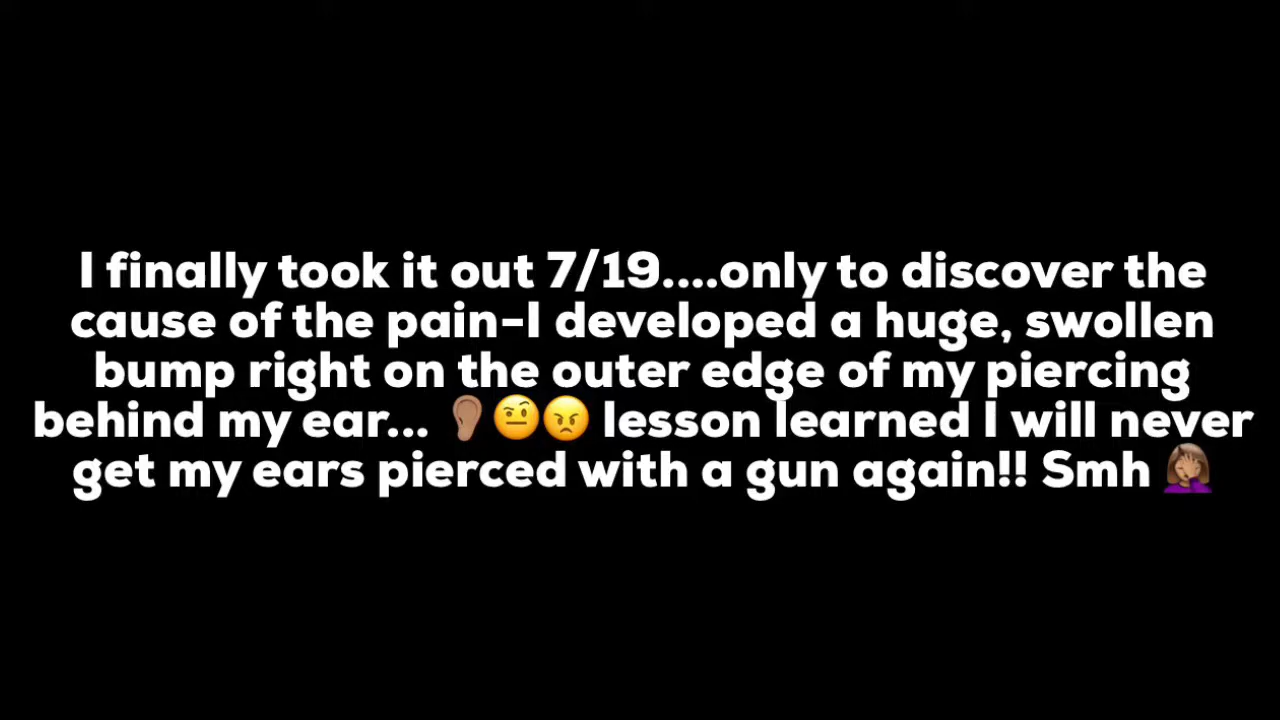 I finally took it out 7/19....only to discover the
cause of the pain-I developed a huge, swollen
bump right on the outer edge of my piercing
behind my ear... 👂🏽🤨😠 lesson learned I will never
get my ears pierced with a gun again!! Smh 🤦🏽‍♀️